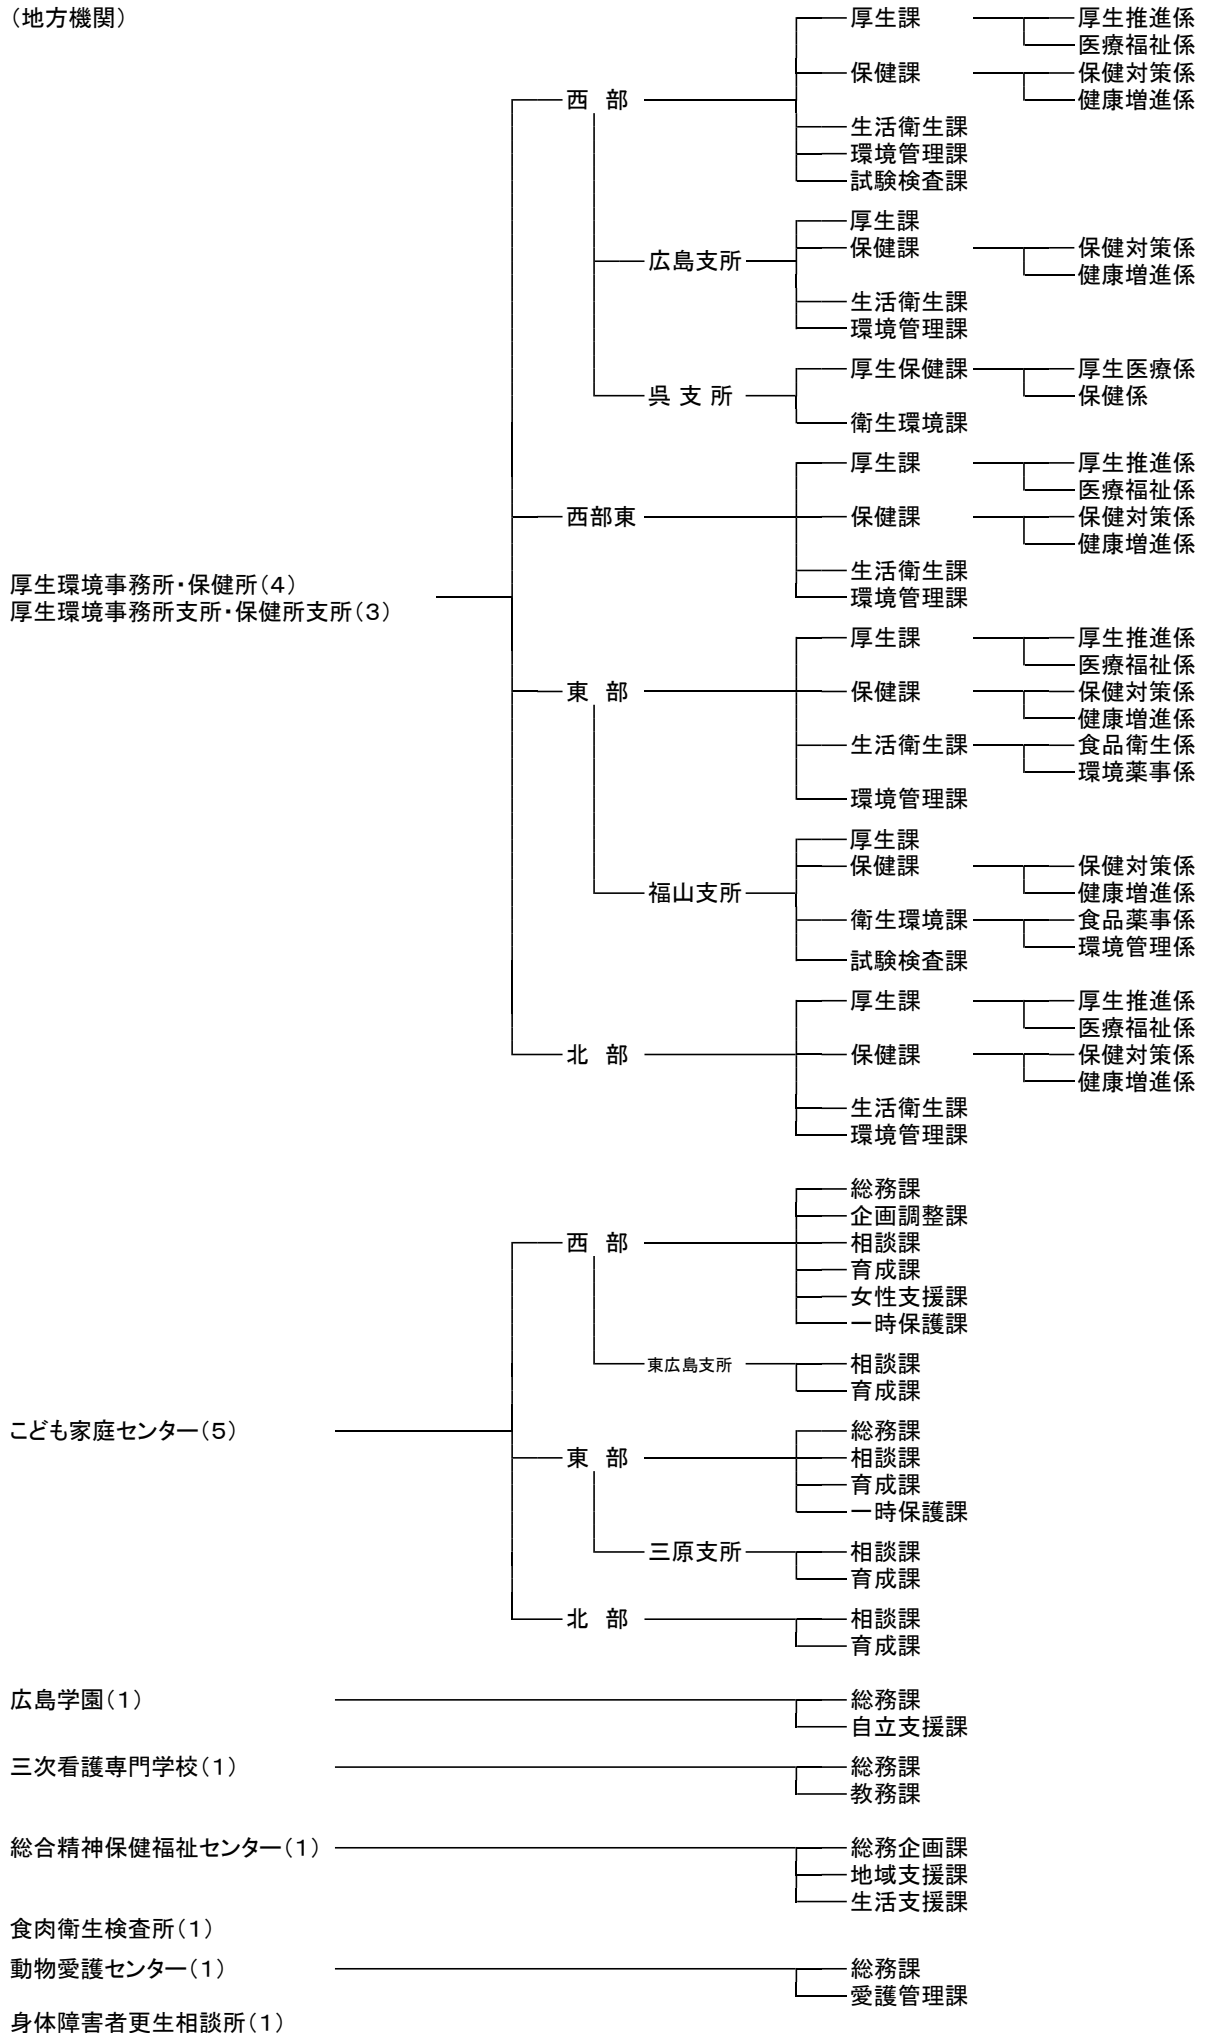 （地方機関）
厚生課 厚生推進係
医療福祉係
保健課 保健対策係
西 部 健康増進係
生活衛生課
環境管理課
試験検査課
厚生課
保健課 保健対策係
広島支所
健康増進係
生活衛生課
環境管理課
厚生保健課 厚生医療係
呉 支 所 保健係
衛生環境課
厚生課 厚生推進係
医療福祉係
西部東 保健課 保健対策係
健康増進係
生活衛生課
厚生環境事務所・保健所（４）
環境管理課
厚生環境事務所支所・保健所支所（３）
厚生課 厚生推進係
医療福祉係
東 部 保健課 保健対策係
健康増進係
生活衛生課 食品衛生係
環境薬事係
環境管理課
厚生課
保健課 保健対策係
福山支所 健康増進係
衛生環境課 食品薬事係
環境管理係
試験検査課
厚生課 厚生推進係
医療福祉係
北 部 保健課 保健対策係
健康増進係
生活衛生課
環境管理課
総務課
企画調整課
西 部 相談課
育成課
女性支援課
一時保護課
東広島支所 相談課
育成課
こども家庭センター（５） 総務課
東 部 相談課
育成課
一時保護課
三原支所 相談課
育成課
北 部 相談課
育成課
広島学園（１） 総務課
自立支援課
三次看護専門学校（１） 総務課
教務課
総合精神保健福祉センター（１） 総務企画課
地域支援課
生活支援課
食肉衛生検査所（１）
動物愛護センター（１） 総務課
愛護管理課
身体障害者更生相談所（１）